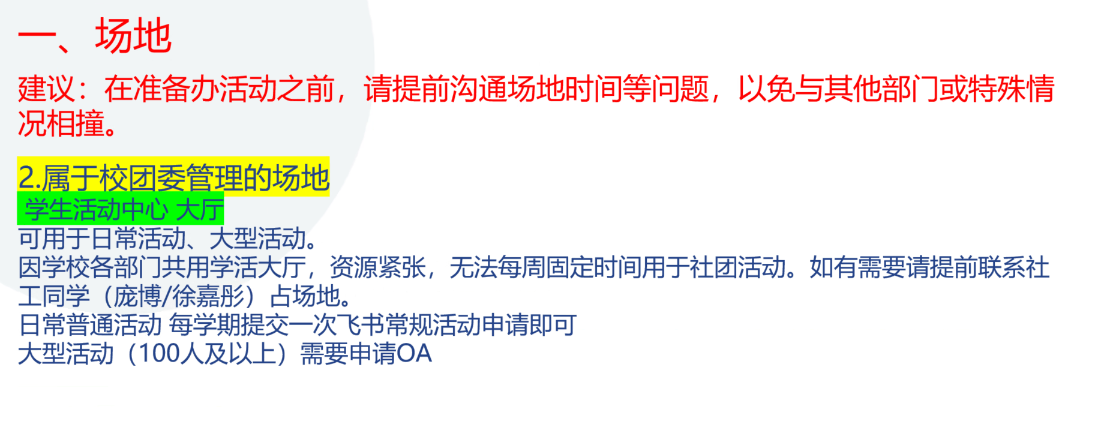 一、场地
建议：在准备办活动之前，请提前沟通场地时间等问题，以免与其他部门或特殊情
况相撞。
2.属于校团委管理的场地
学生活动中心 大厅
可用于日常活动、大型活动。
因学校各部门共用学活大厅，资源紧张，无法每周固定时间用于社团活动。如有需要请提前联系社
工同学（庞博/徐嘉彤）占场地。
日常普通活动 每学期提交一次飞书常规活动申请即可
大型活动（100人及以上）需要申请OA